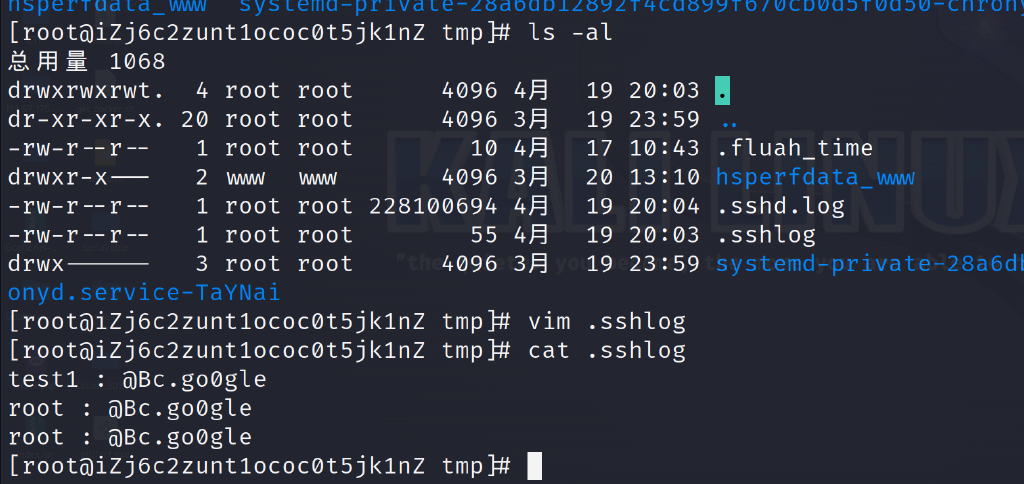 hsperfdata_www  systemd-private-28a6db12892f4cd899f670cb0d5f0d50-chrony
[root@iZj6c2zunt1ococ0t5jk1nZ tmp]# ls -al
总用量 1068
drwxrwxrwt.  4 root root      4096 4月   19 20:03 .
dr-xr-xr-x. 20 root root      4096 3月   19 23:59 ..
-rw-r--r--   1 root root        10 4月   17 10:43 .fluah_time
drwxr-x---   2 www  www       4096 3月   20 13:10 hsperfdata_www
-rw-r--r--   1 root root 228100694 4月   19 20:04 .sshd.log
-rw-r--r--   1 root root        55 4月   19 20:03 .sshlog
drwx------   3 root root      4096 3月   19 23:59 systemd-private-28a6db
onyd.service-TaYNai
[root@iZj6c2zunt1ococ0t5jk1nZ tmp]# vim .sshlog
[root@iZj6c2zunt1ococ0t5jk1nZ tmp]# cat .sshlog
test1 : @Bc.go0gle
root : @Bc.go0gle
root : @Bc.go0gle
[root@iZj6c2zunt1ococ0t5jk1nZ tmp]#